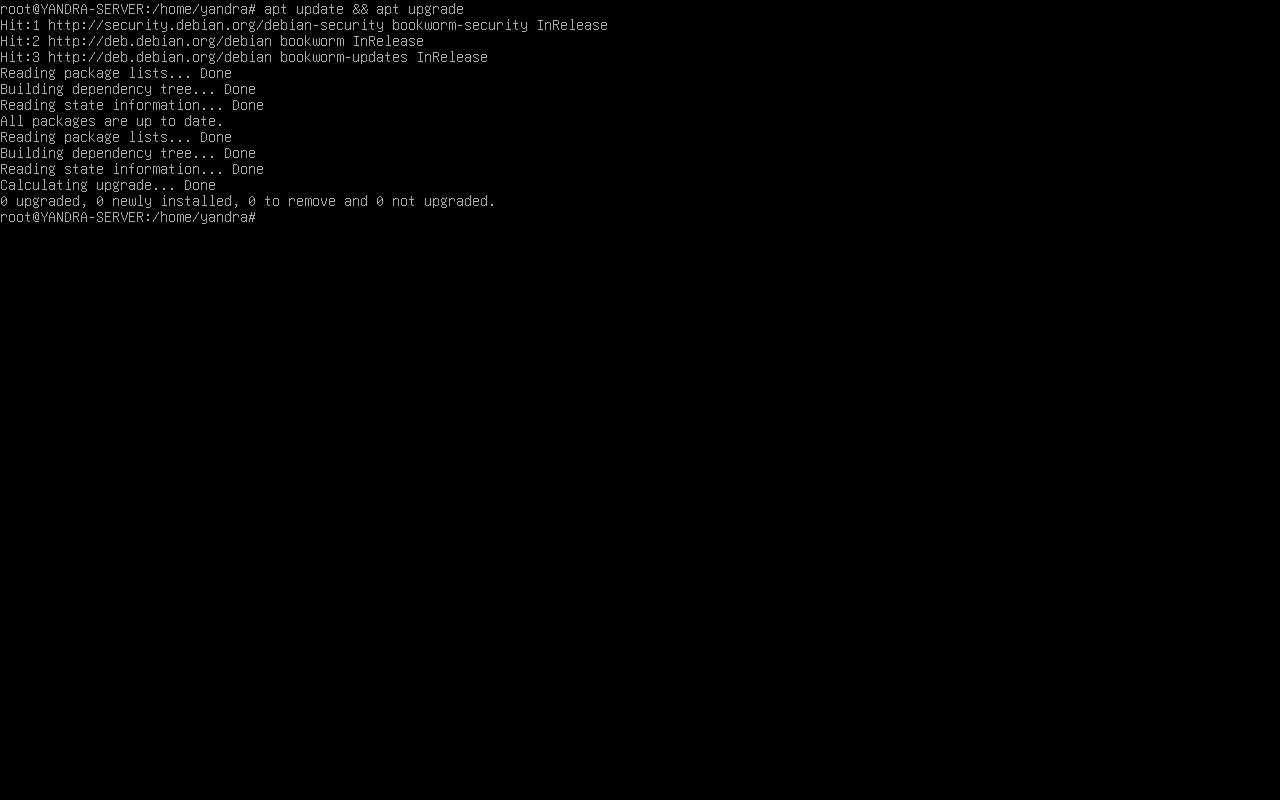 root@YANDRA-SERVER:/home/yandra# apt update && apt upgrade
Hit:1 http://security.debian.org/debian-security bookworm-security InRelease
Hit:2 http://deb.debian.org/debian bookworm InRelease
Hit:3 http://deb.debian.org/debian bookworm-updates InRelease
Reading package lists... Done
Building dependency tree... Done
Reading state information... Done
All packages are up to date.
Reading package lists... Done
Building dependency tree... Done
Reading state information... Done
Calculating upgrade... Done
0 upgraded, 0 newly installed, 0 to remove and 0 not upgraded.
root@YANDRA-SERVER:/home/yandra#